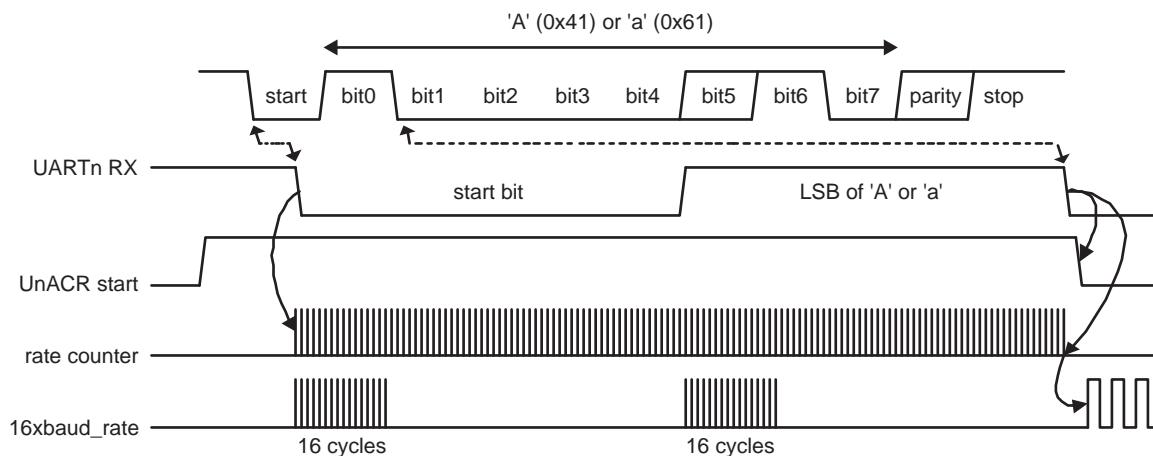 'A' (0x41) or 'a' (0x61)
start bit0 bit1 bit2 bit3 bit4 bit5 bit6 bit7 parity stop
UARTn RX
start bit LSB of 'A' or 'a'
UnACR start
rate counter
16xbaud_rate
16 cycles 16 cycles